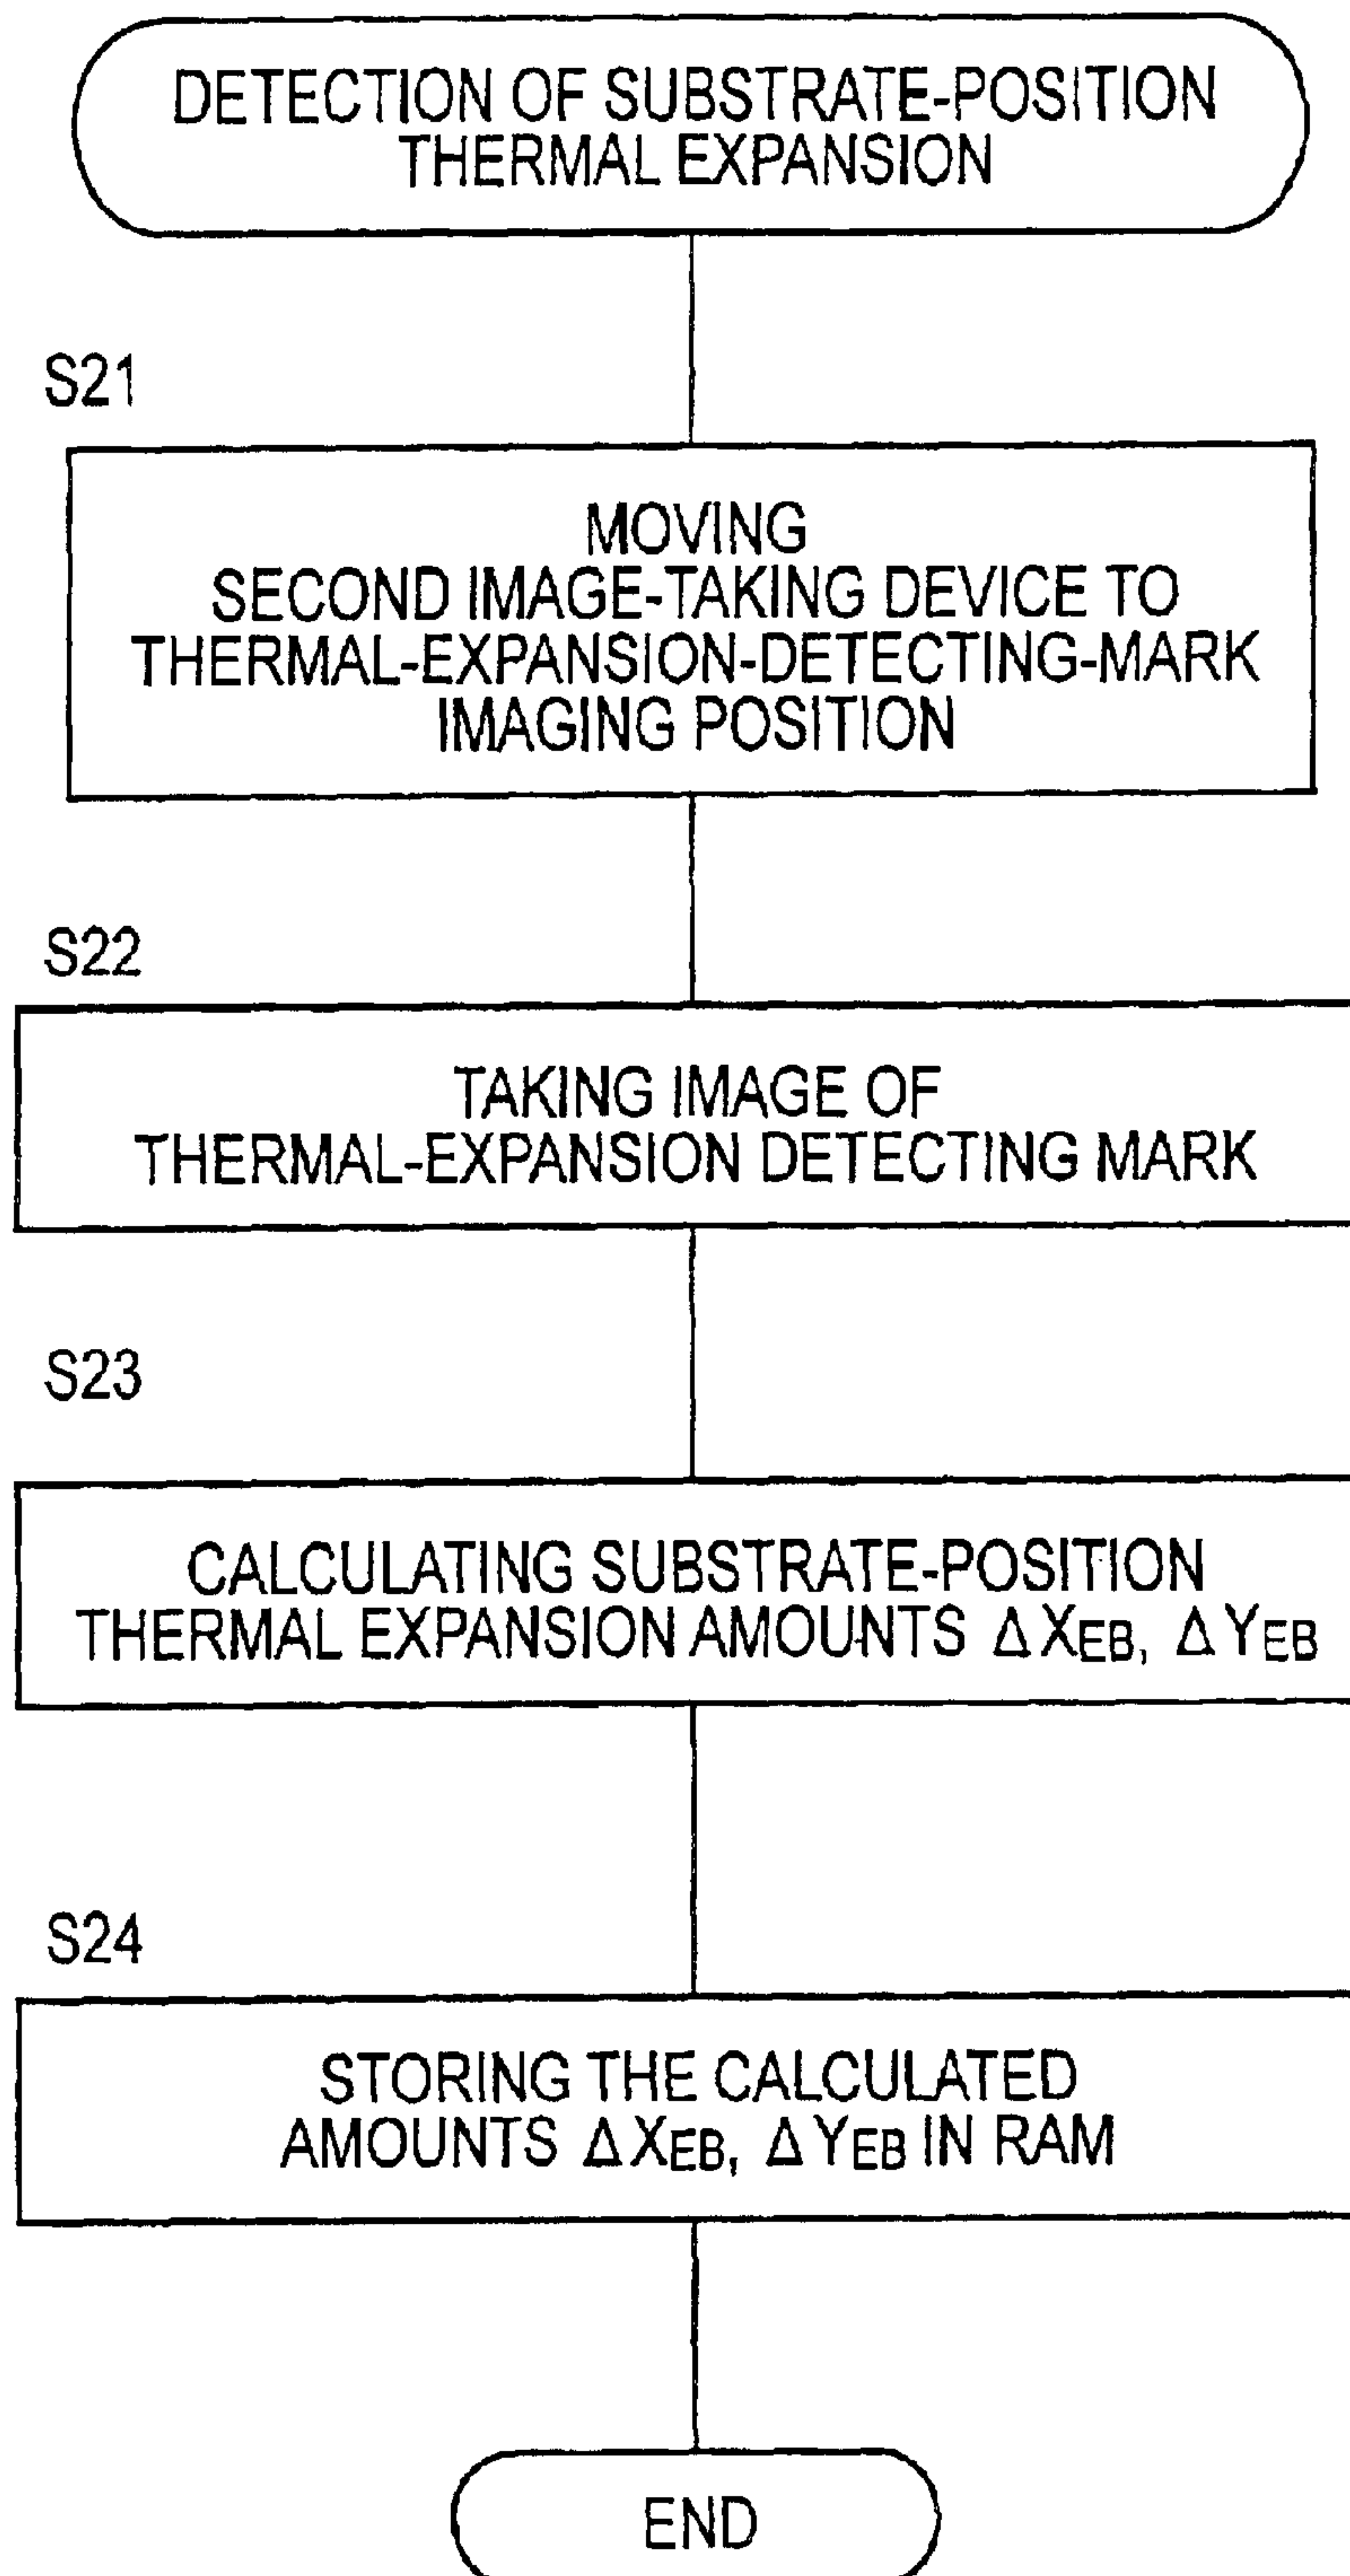 DETECTION OF SUBSTRATE-POSITION
THERMAL EXPANSION
S21
MOVING
SECOND IMAGE-TAKING DEVICE TO
THERMAL-EXPANSION-DETECTING-MARK
IMAGING POSITION
S22
TAKING IMAGE OF
THERMAL-EXPANSION DETECTING MARK
S23
CALCULATING SUBSTRATE-POSITION
THERMAL EXPANSION AMOUNTS ΔXEB, ΔYEB
S24
STORING THE CALCULATED
AMOUNTS ΔXEB, ΔYEB IN RAM
END